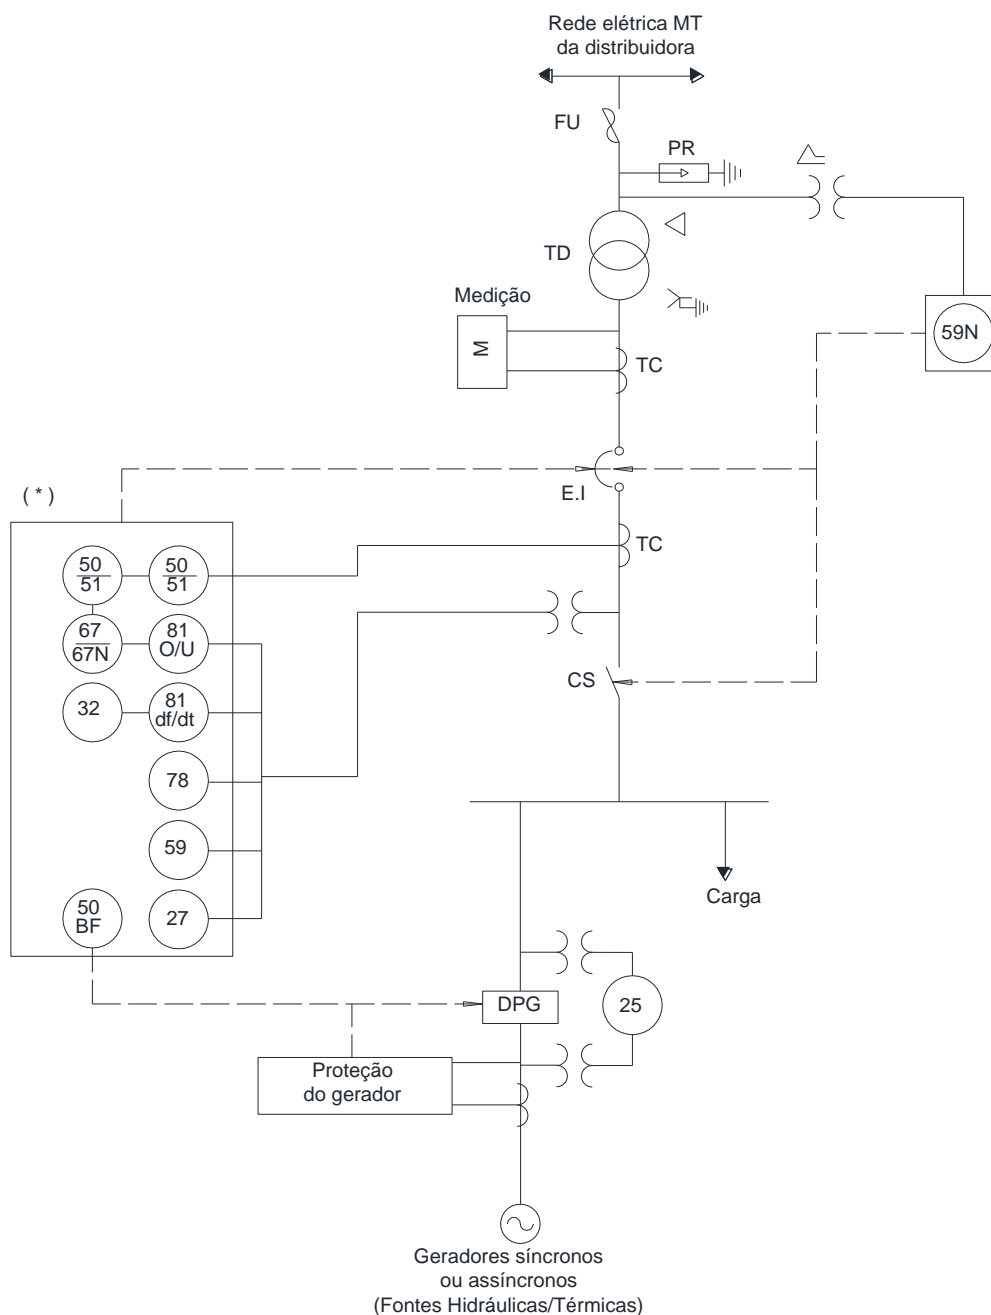 Rede elétrica MT
da distribuidora
FU
PR
TD
Medição
M
TC
59N
E.I
( * )
TC
50
51
50
51
67
67N
81
O/U
32
81
df/dt
CS
78
59
50
BF
27
Carga
DPG
25
Proteção
do gerador
Geradores síncronos
ou assíncronos
(Fontes Hidráulicas/Térmicas)